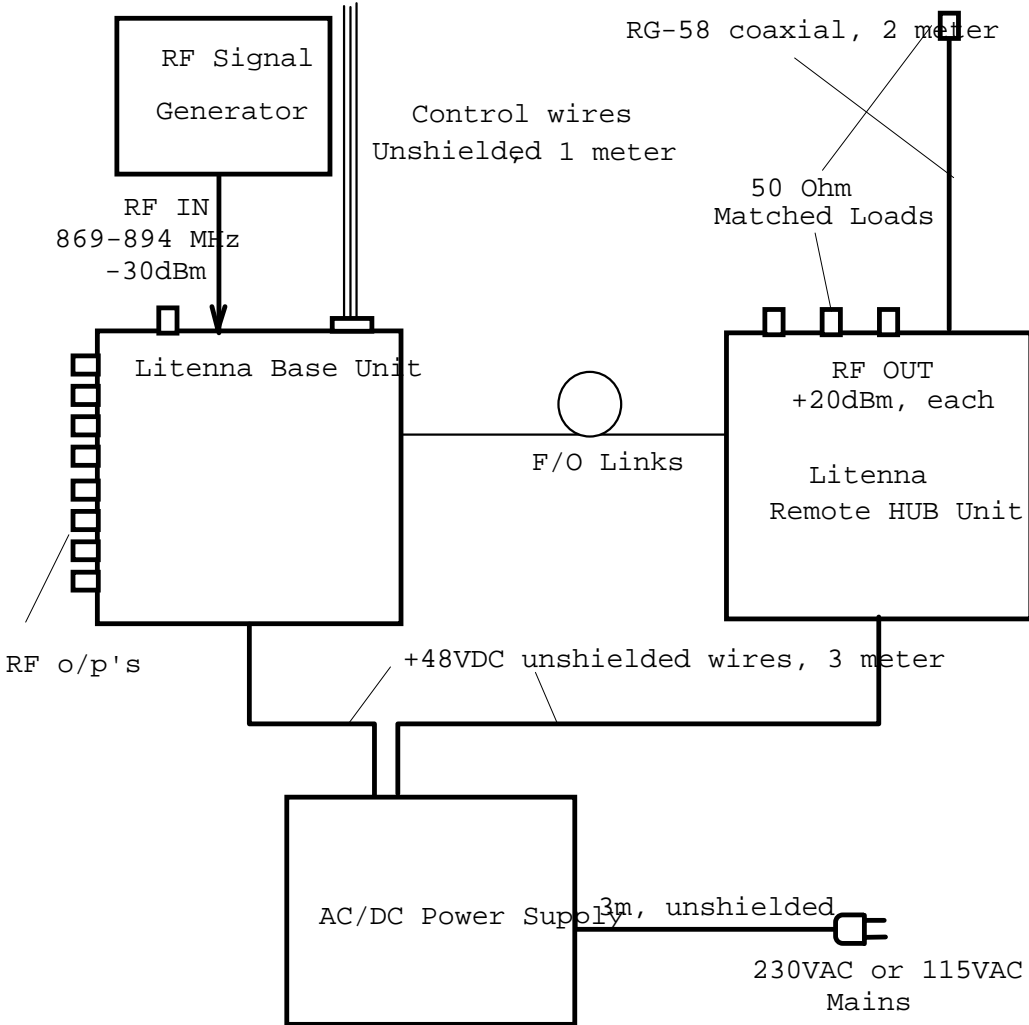 RF Signal
Generator
RG-58 coaxial, 2 meter
Control wires
Unshielded, 1 meter
50 Ohm
Matched Loads
RF IN
869-894 MHz
-30dBm
Litenna Base Unit
RF OUT
+20dBm, each
F/O Links
Litenna
Remote HUB Unit
RF o/p's
+48VDC unshielded wires, 3 meter
AC/DC Power Supply
3m, unshielded
230VAC or 115VAC
Mains